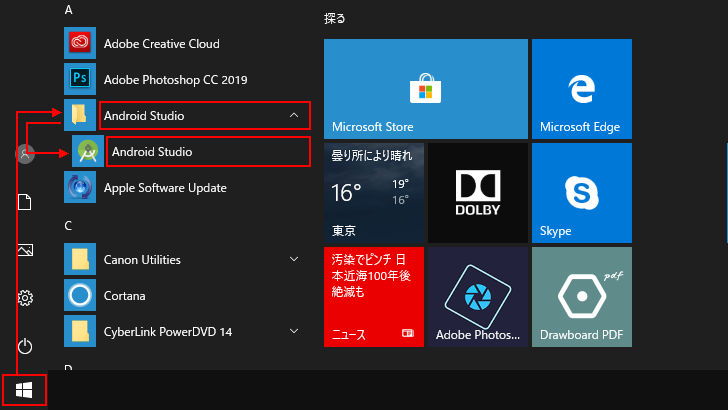 A
Adobe Creative Cloud
Ps
Adobe Photoshop CC 2019
Android Studio
Android Studio
Apple Software Update
C
Canon Utilities
Cortana
CyberLink PowerDVD 14
探る
Microsoft Store
Microsoft Edge
曇り所により晴れ
16°
19°
16°
東京
DOLBY
Skype
汚染でピンチ 日
本近海100年後
絶滅も
ニュース
Adobe Photos...
pdf
Drawboard PDF